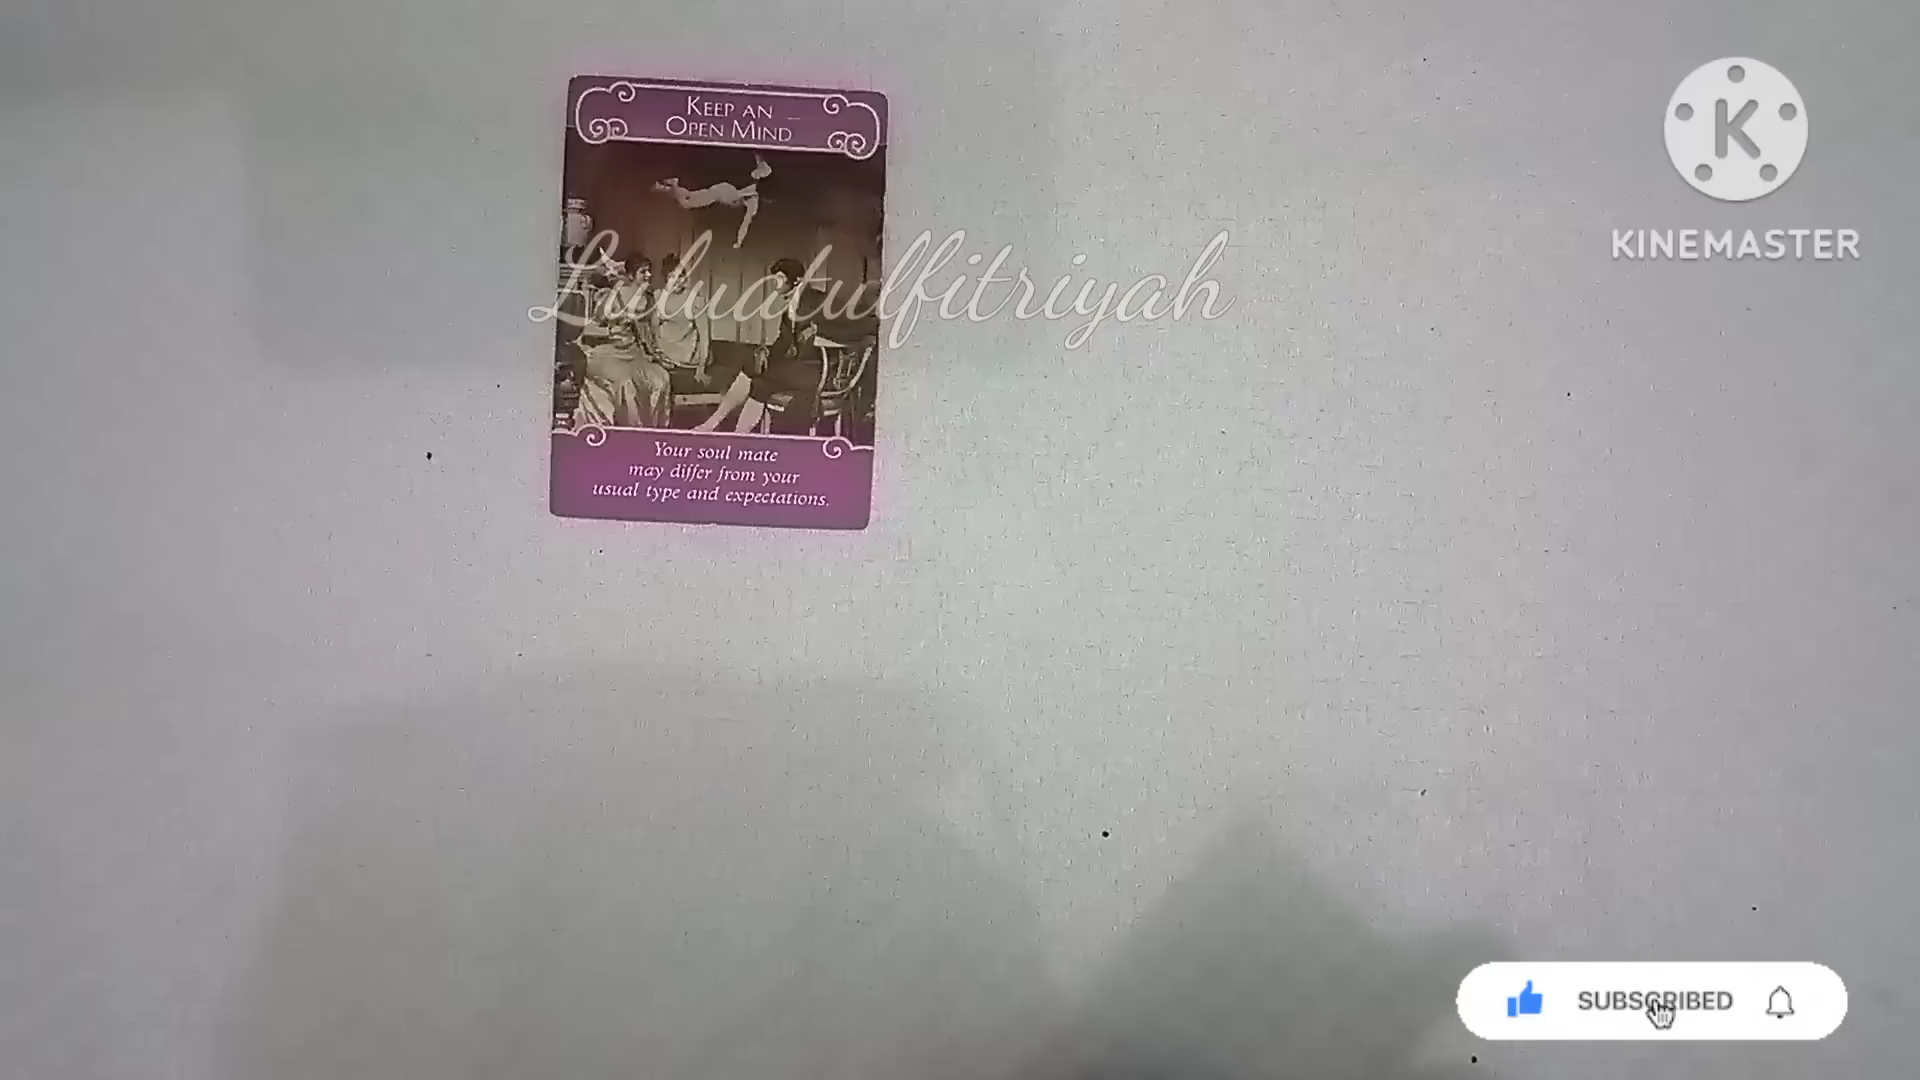 KEEP AN
OPEN MIND
Luluatulfitriyah
Your soul mate
may differ from your
usual type and expectations.
K
KINEMASTER
SUBSCRIBED